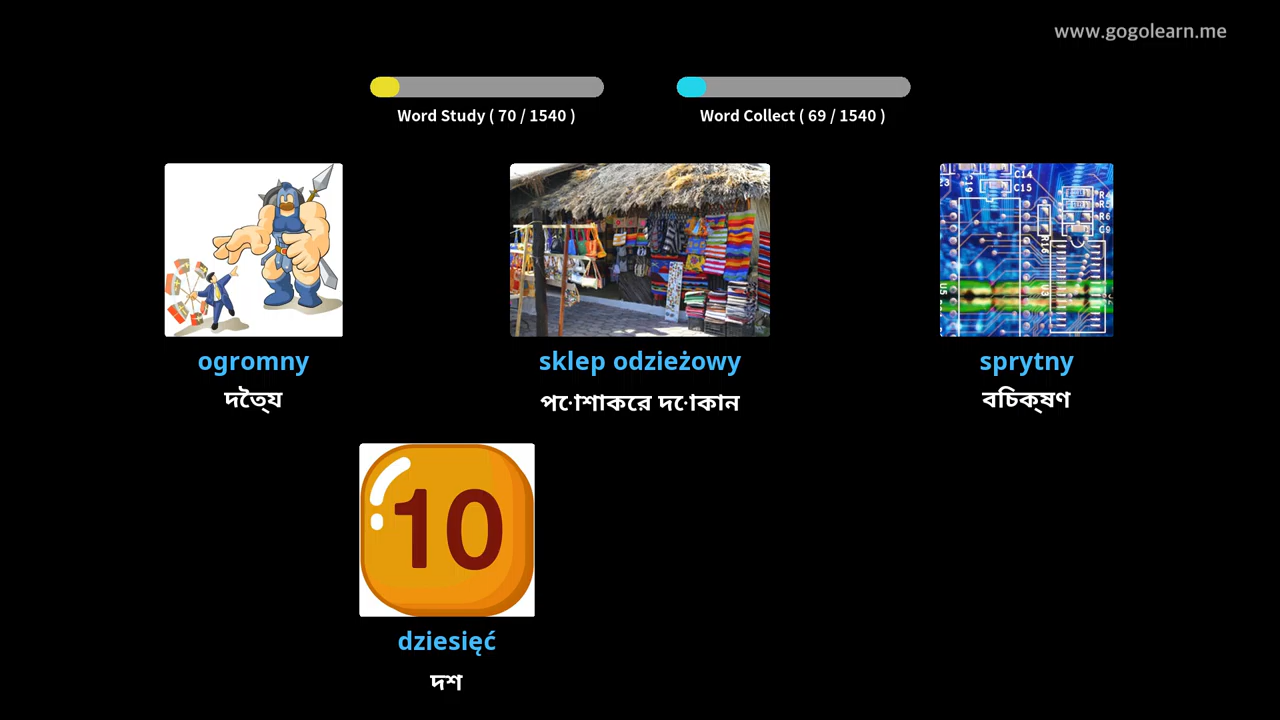 www.gogolearn.me
Word Study ( 70 / 1540 )
Word Collect ( 69 / 1540 )
ogromny
দৈত্য
sklep odzieżowy
পোশাকের দোকান
sprytny
বিচক্ষণ
10
dziesięć
দশ